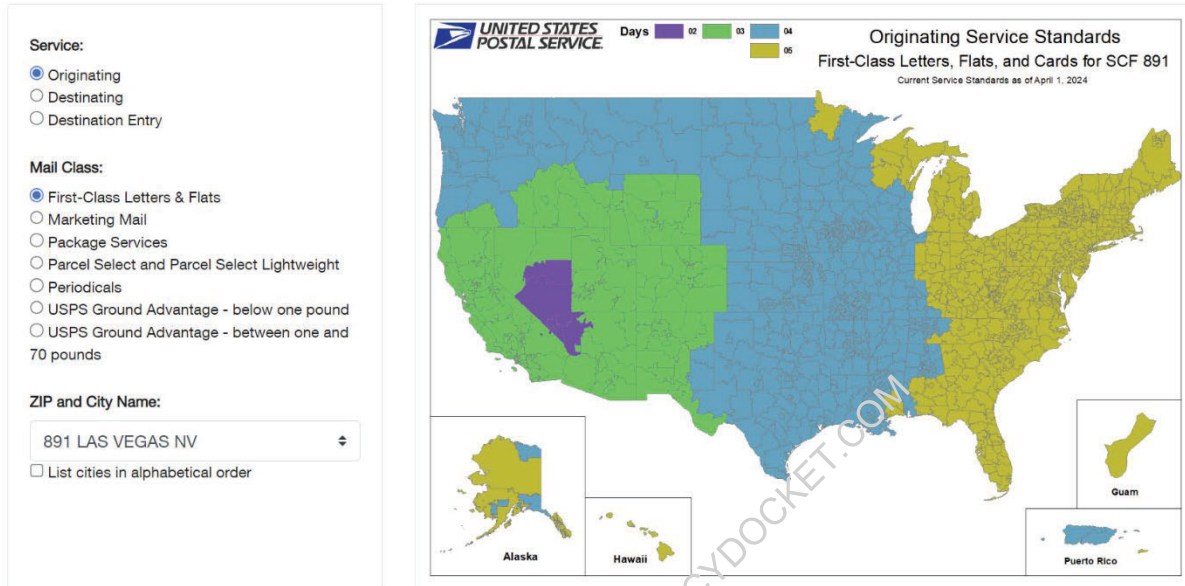 Service:
Originating
Destinating
Destination Entry
Mail Class:
First-Class Letters & Flats
Marketing Mail
Package Services
Parcel Select and Parcel Select Lightweight
Periodicals
USPS Ground Advantage - below one pound
USPS Ground Advantage - between one and
70 pounds
ZIP and City Name:
891 LAS VEGAS NV
List cities in alphabetical order
UNITED STATES
POSTAL SERVICE.
Days 02 03 04
05
Originating Service Standards
First-Class Letters, Flats, and Cards for SCF 891
Current Service Standards as of April 1, 2024
Alaska
Hawaii
Guam
Puerto Rico
CYDOCKET.COM